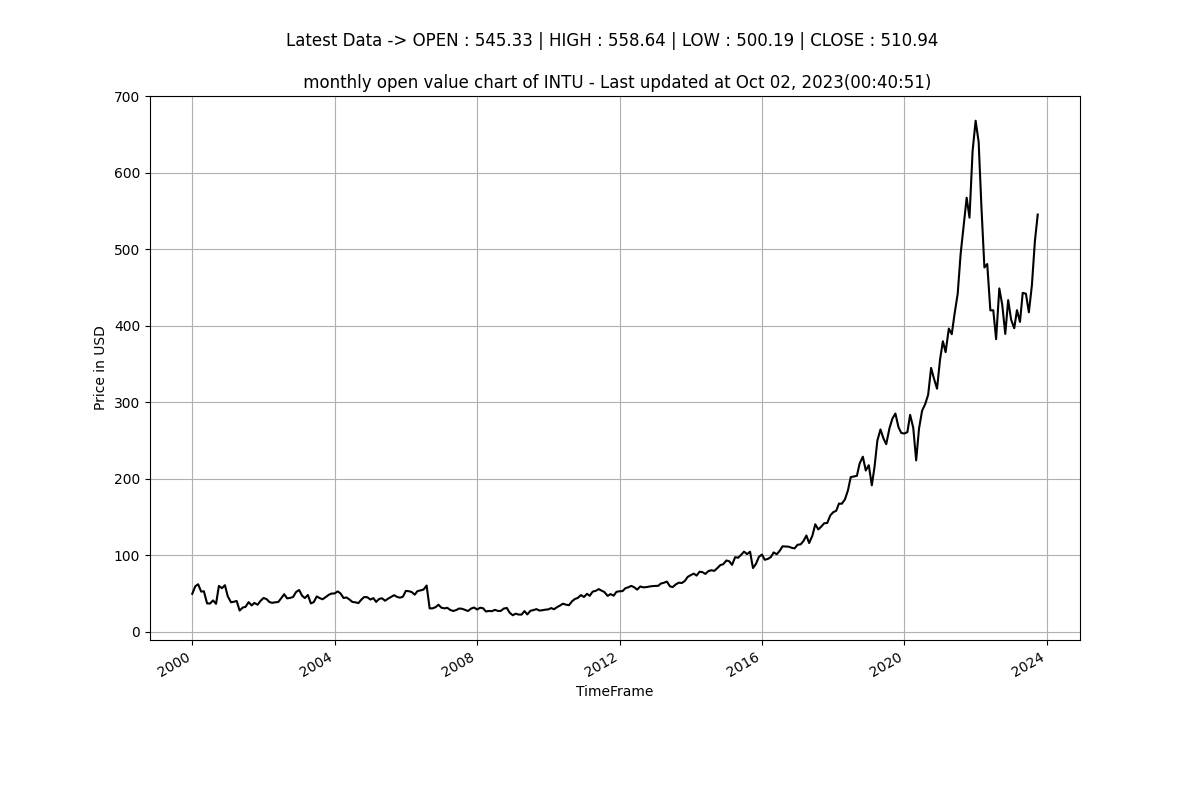 Latest Data -> OPEN : 545.33 | HIGH : 558.64 | LOW : 500.19 | CLOSE : 510.94
monthly open value chart of INTU - Last updated at Oct 02, 2023(00:40:51)
700
600
500
400
300
200
100
0
Price in USD
2000 2004 2008 2012 2016 2020 2024
TimeFrame